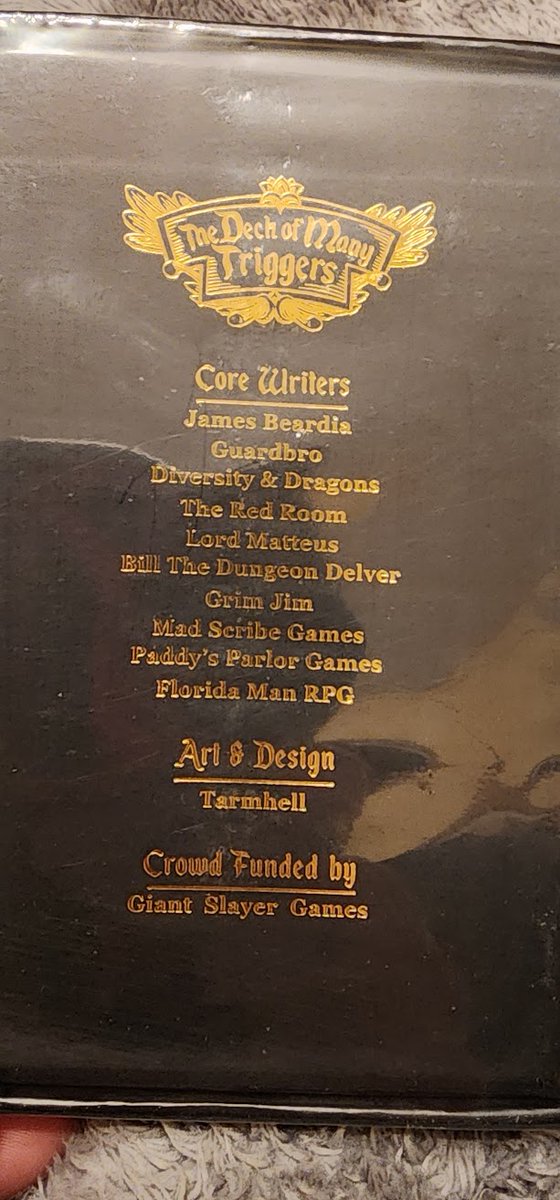 The Deck of Many
Triggers
Core Writers
James Beardia
Guardbro
Diversity & Dragons
The Red Room
Lord Matteus
Bill The Dungeon Delver
Grim Jim
Mad Scribe Games
Paddy's Parlor Games
Florida Man RPG
Art & Design
Tarmhell
Crowd Funded by
Giant Slayer Games